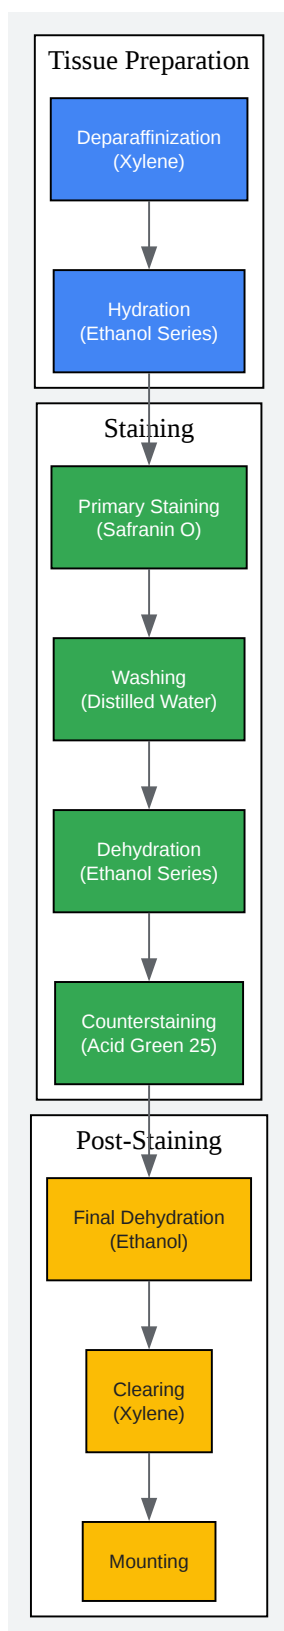 Tissue Preparation
Deparaffinization
(Xylene)
Hydration
(Ethanol Series)
Staining
Primary Staining
(Safranin O)
Washing
(Distilled Water)
Dehydration
(Ethanol Series)
Counterstaining
(Acid Green 25)
Post-Staining
Final Dehydration
(Ethanol)
Clearing
(Xylene)
Mounting